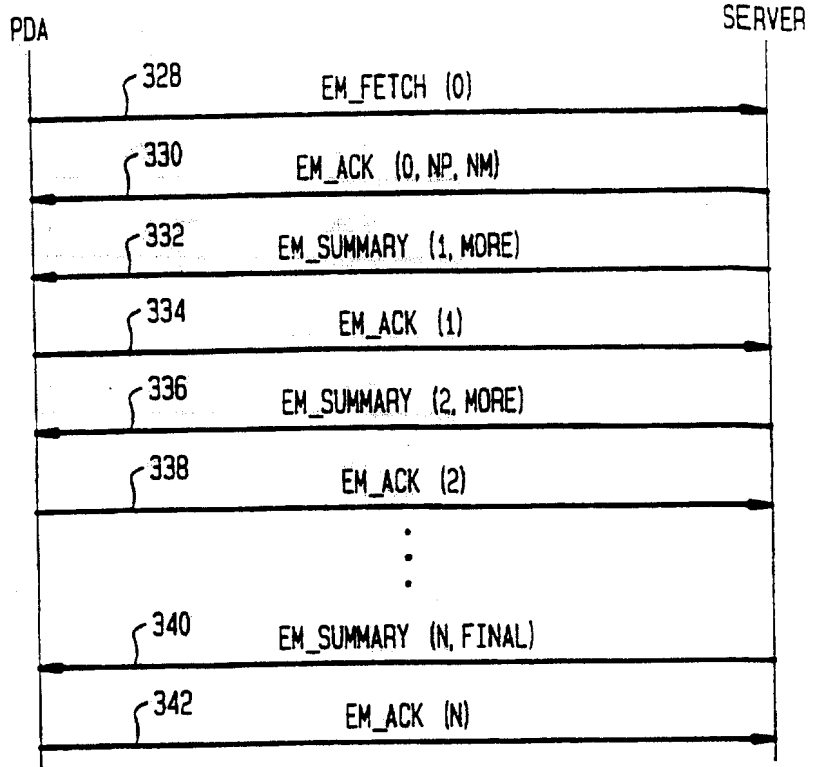 PDA
SERVER
328
EM_FETCH (0)
330
EM_ACK (0, NP, NM)
332
EM_SUMMARY (1, MORE)
334
EM_ACK (1)
336
EM_SUMMARY (2, MORE)
338
EM_ACK (2)
340
EM_SUMMARY (N, FINAL)
342
EM_ACK (N)